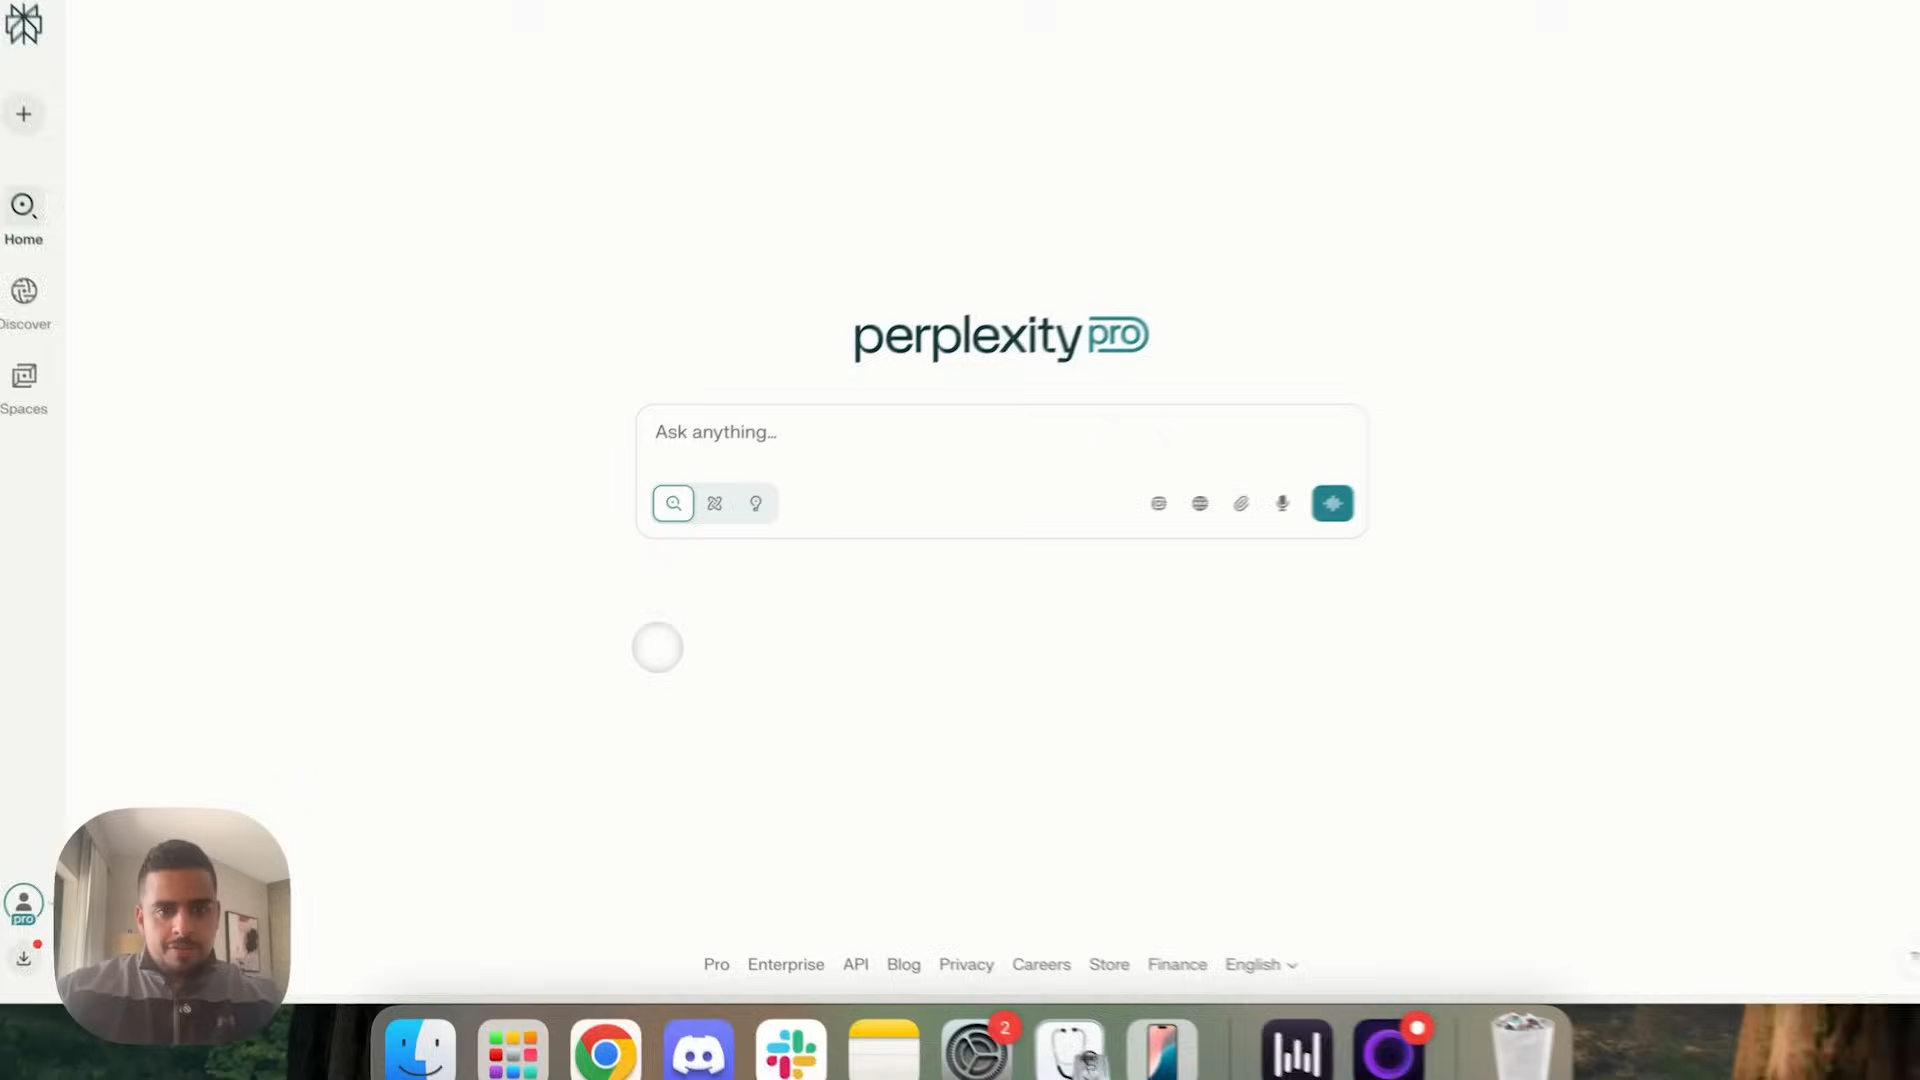 Home
Discover
Spaces
perplexity pro
Ask anything...
pro
Pro Enterprise API Blog Privacy Careers Store Finance English
2